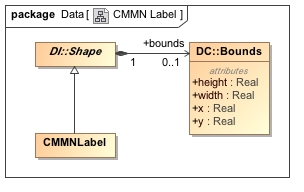 package Data[ CMMN Label ]
+bounds
DI::Shape
1
0..1
DC::Bounds
attributes
+height : Real
+width : Real
+x : Real
+y : Real
CMMNLabel